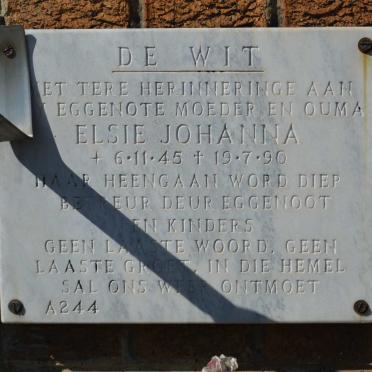 DE WIT
MET TERE HERINNERINGE AAN
EGGENOTE MOEDER EN OUMA
ELSIE JOHANNA
+ 6·11·45 † 19·7·90
HAAR HEENGAAN WORD DIEP
BETREUR DEUR EGGENOOT
EN KINDERS
GEEN LAASTE WOORD, GEEN
LAASTE GROET, IN DIE HEMEL
SAL ONS WEER ONTMOET
A244